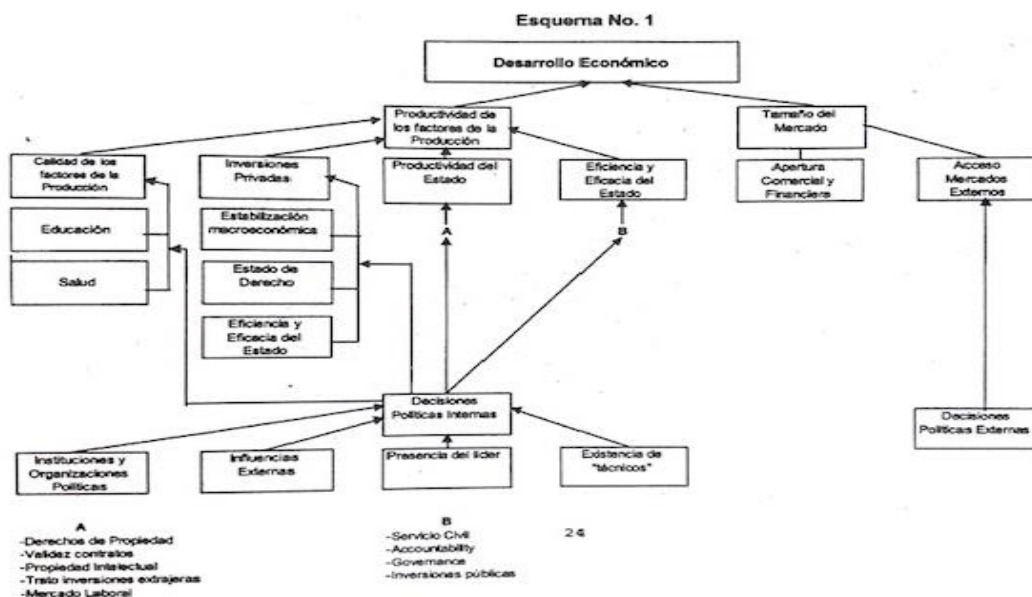 Esquema No. 1
Desarrollo Económico
Productividad de
los factores de la
Producción
Tamaño del
Mercado
Calidad de los
factores de la
Producción
Inversiones
Privadas
Productividad del
Estado
Eficiencia y
Eficacia del
Estado
Apertura
Comercial y
Financiera
Acceso
Mercados
Externos
Educación
Estabilización
macroeconómica
A
B
Salud
Estado de
Derecho
Eficiencia y
Eficacia del
Estado
Decisiones
Políticas Internas
Decisiones
Políticas Externas
Instituciones y
Organizaciones
Políticas
Influencias
Externas
Presencia del líder
Existencia de
"técnicos"
A
-Derechos de Propiedad
-Validez contratos
-Propiedad Intelectual
-Trato inversiones extrajeras
-Mercado Laboral
B
-Servicio Civil
-Accountability
-Governance
-Inversiones públicas
24